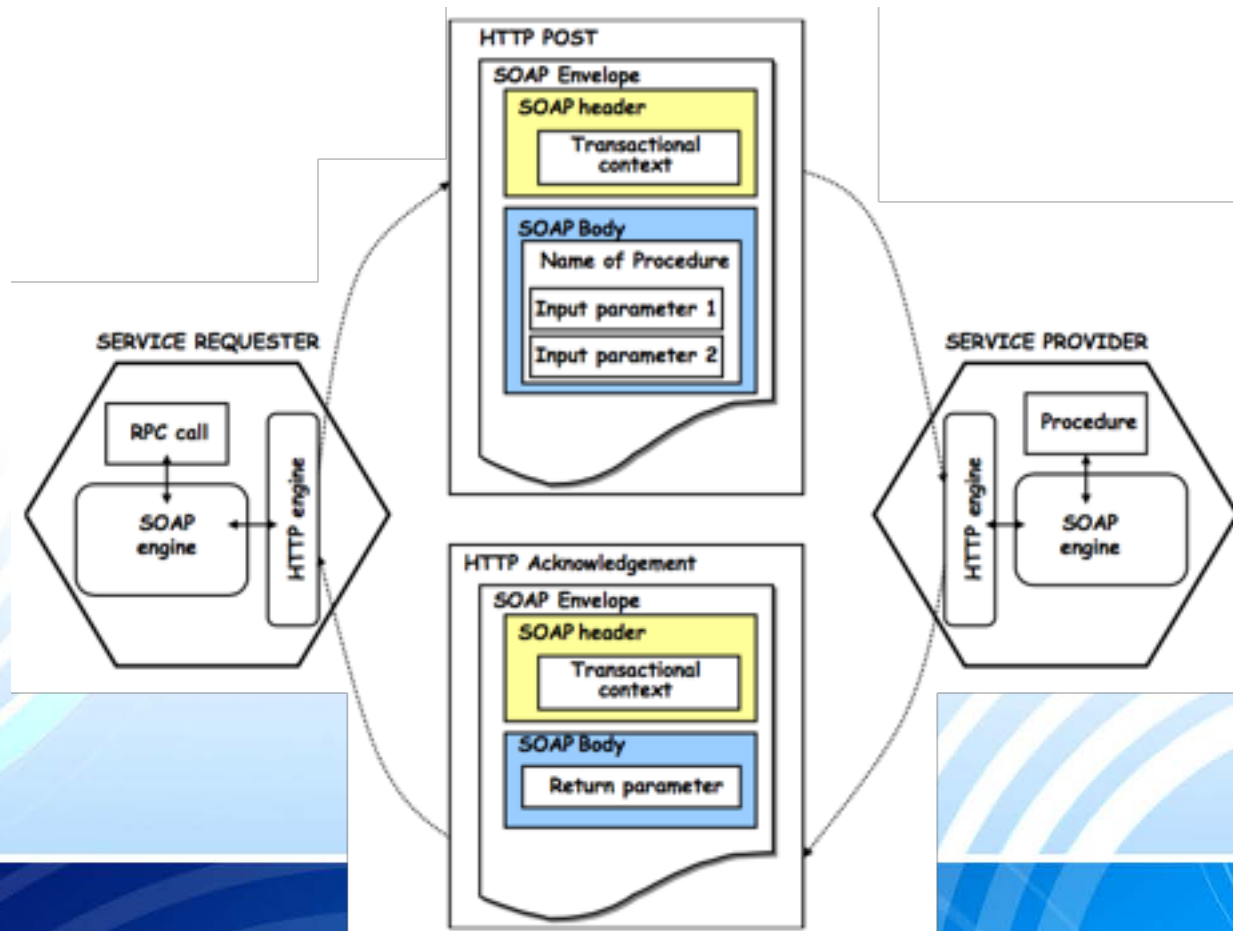 HTTP POST
SOAP Envelope
SOAP header
Transactional
context
SOAP Body
Name of Procedure
Input parameter 1
Input parameter 2
SERVICE REQUESTER
RPC call
SOAP
engine
HTTP engine
SERVICE PROVIDER
Procedure
HTTP engine
SOAP
engine
HTTP Acknowledgement
SOAP Envelope
SOAP header
Transactional
context
SOAP Body
Return parameter